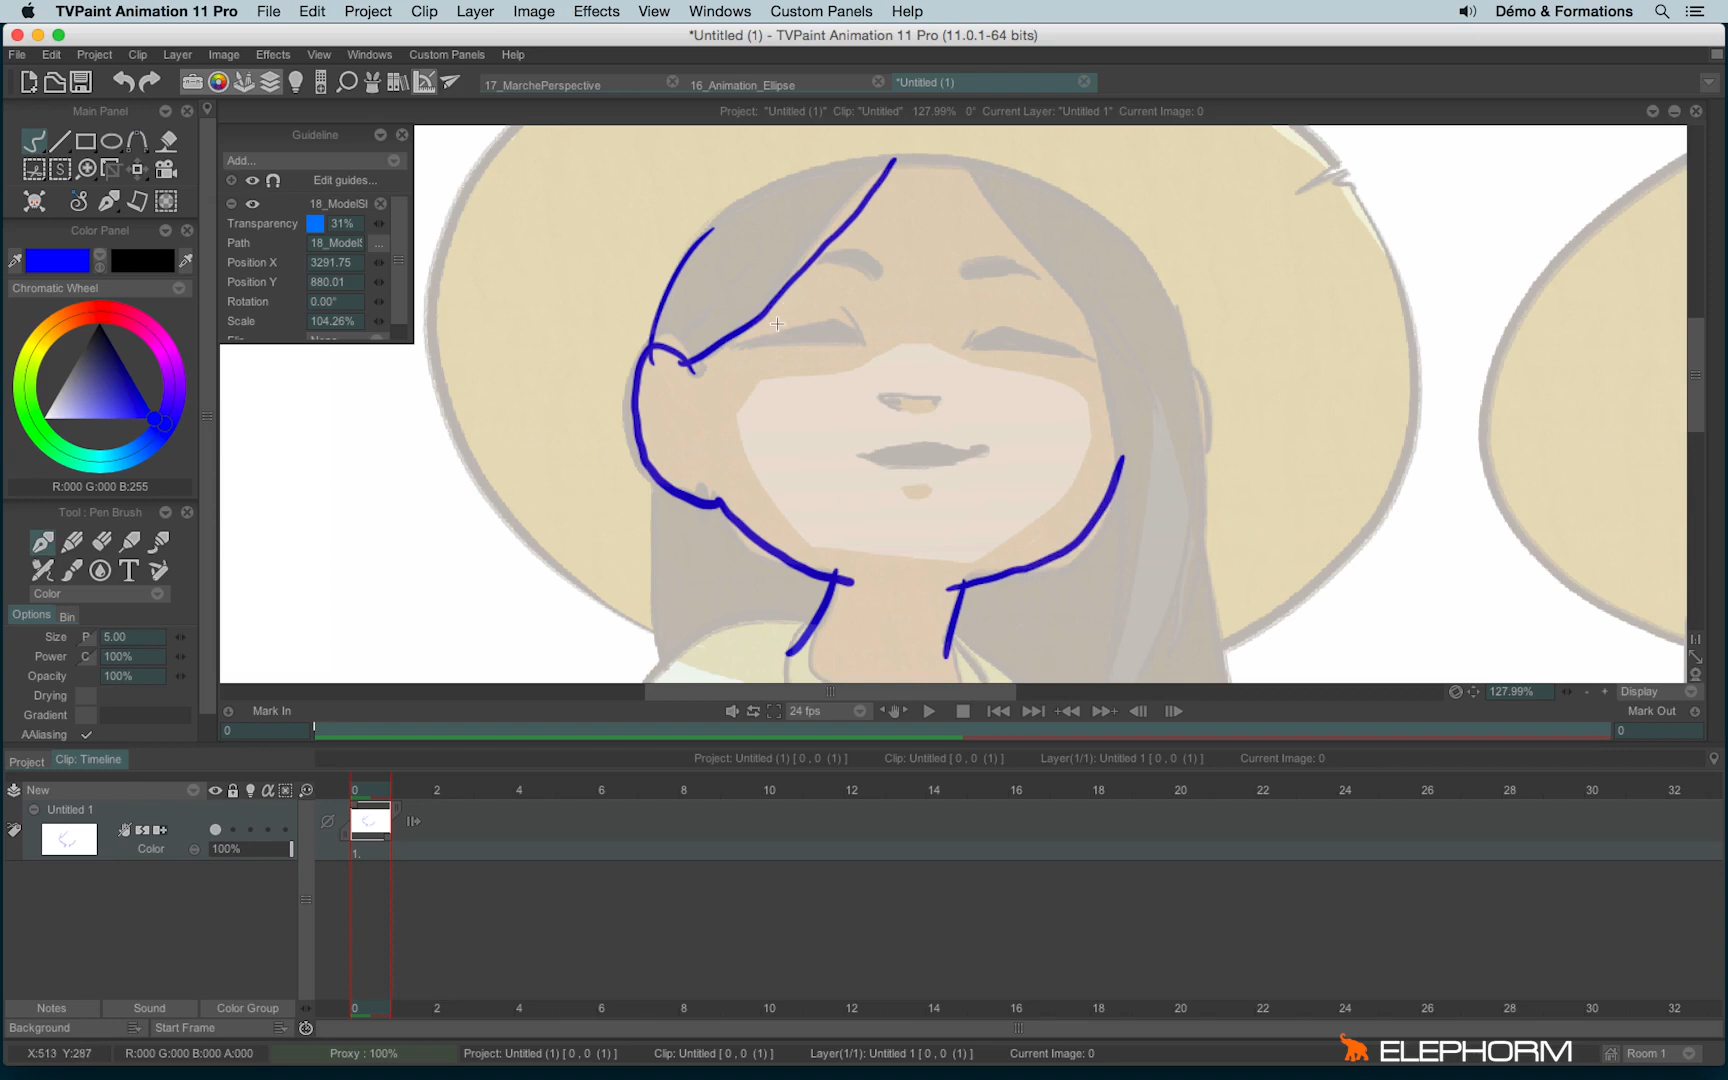 TVPaint Animation 11 Pro File Edit Project Clip Layer Image Effects View Windows Custom Panels Help Démo & Formations
*Untitled (1) - TVPaint Animation 11 Pro (11.0.1-64 bits)
File Edit Project Clip Layer Image Effects View Windows Custom Panels Help
17_MarchePerspective 16_Animation_Ellipse *Untitled (1)
Main Panel
Project: "Untitled (1)" Clip: "Untitled" 127.99% 0° Current Layer: "Untitled 1" Current Image: 0
Guideline
Add...
Edit guides...
18_ModelSI
Transparency 31%
Path 18_Model ...
Position X 3291.75
Position Y 880.01
Rotation 0.00°
Scale 104.26%
Color Panel
Chromatic Wheel
R:000 G:000 B:255
Tool : Pen Brush
Color
Options Bin
Size P 5.00
Power C 100%
Opacity 100%
Drying
Gradient
AAliasing
127.99% - + Display
Mark In 24 fps Mark Out
0 0
Project Clip: Timeline Project: Untitled (1) [ 0 , 0 (1) ] Clip: Untitled [ 0 , 0 (1) ] Layer(1/1): Untitled 1 [ 0 , 0 (1) ] Current Image: 0
New 0 2 4 6 8 10 12 14 16 18 20 22 24 26 28 30 32
Untitled 1
Color 100%
1.
Notes Sound Color Group 0 2 4 6 8 10 12 14 16 18 20 22 24 26 28 30 32
Background Start Frame
X:513 Y:287 R:000 G:000 B:000 A:000 Proxy : 100% Project: Untitled (1) [ 0 , 0 (1) ] Clip: Untitled [ 0 , 0 (1) ] Layer(1/1): Untitled 1 [ 0 , 0 (1) ] Current Image: 0 ELEPHORM Room 1